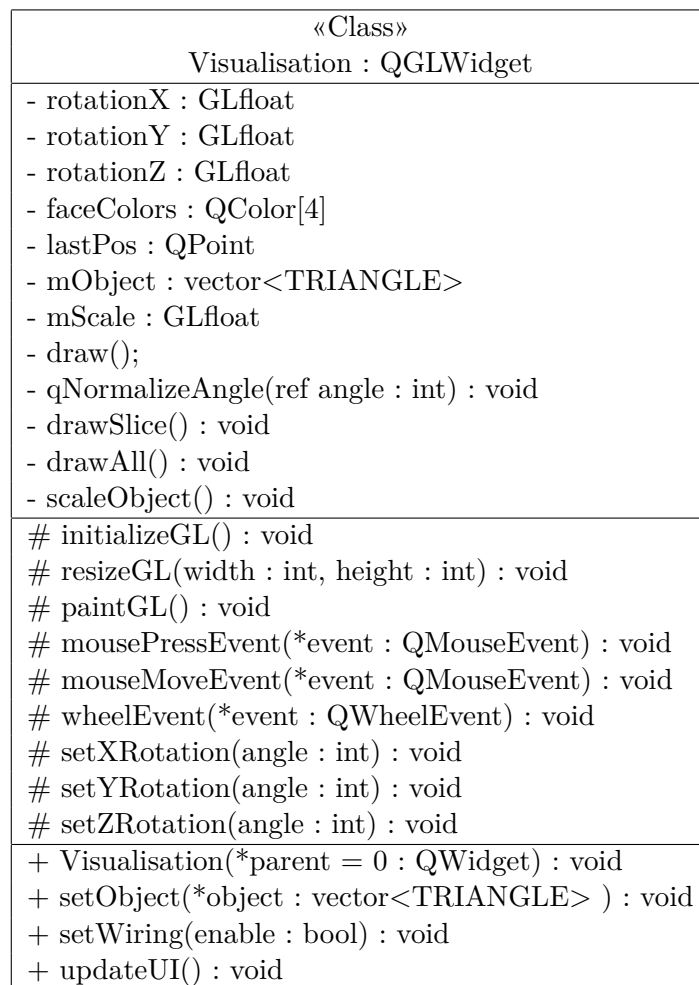 «Class»
Visualisation : QGLWidget
- rotationX : GLfloat
- rotationY : GLfloat
- rotationZ : GLfloat
- faceColors : QColor[4]
- lastPos : QPoint
- mObject : vector<TRIANGLE>
- mScale : GLfloat
- draw();
- qNormalizeAngle(ref angle : int) : void
- drawSlice() : void
- drawAll() : void
- scaleObject() : void
# initializeGL() : void
# resizeGL(width : int, height : int) : void
# paintGL() : void
# mousePressEvent(*event : QMouseEvent) : void
# mouseMoveEvent(*event : QMouseEvent) : void
# wheelEvent(*event : QWheelEvent) : void
# setXRotation(angle : int) : void
# setYRotation(angle : int) : void
# setZRotation(angle : int) : void
+ Visualisation(*parent = 0 : QWidget) : void
+ setObject(*object : vector<TRIANGLE> ) : void
+ setWiring(enable : bool) : void
+ updateUI() : void